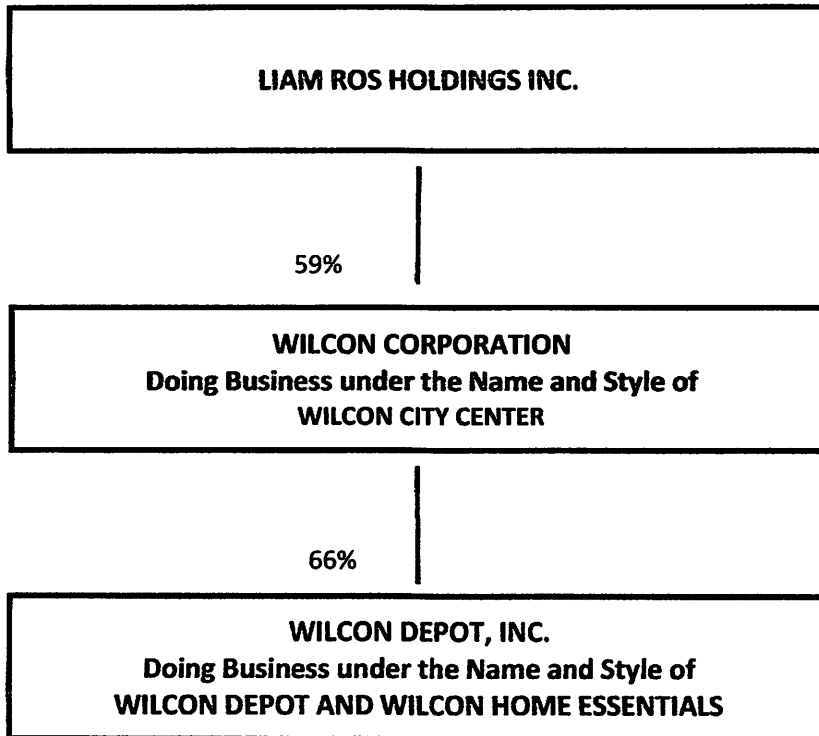 LIAM ROS HOLDINGS INC.
59%
WILCON CORPORATION
Doing Business under the Name and Style of
WILCON CITY CENTER
66%
WILCON DEPOT, INC.
Doing Business under the Name and Style of
WILCON DEPOT AND WILCON HOME ESSENTIALS